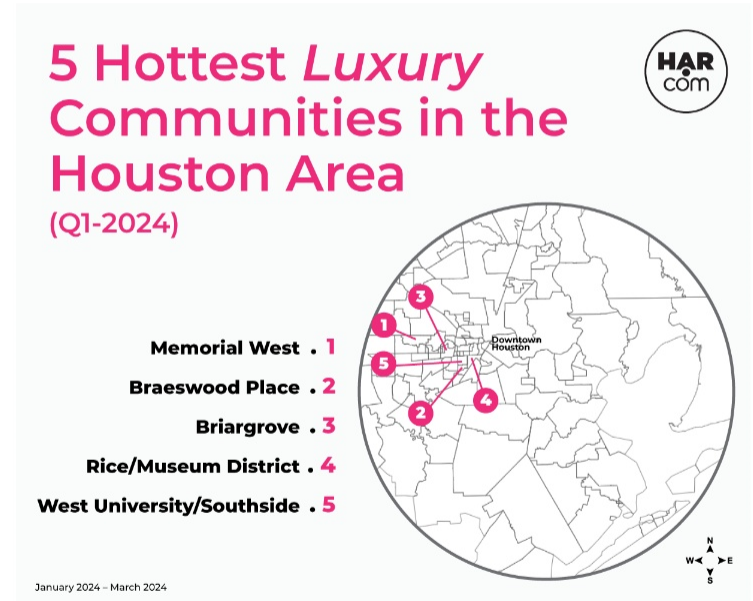 5 Hottest Luxury
Communities in the
Houston Area
(Q1-2024)
HAR
com
Memorial West . 1
Braeswood Place . 2
Briargrove . 3
Rice/Museum District . 4
West University/Southside . 5
3
1
Downtown
Houston
5
4
2
N
W E
S
January 2024 – March 2024